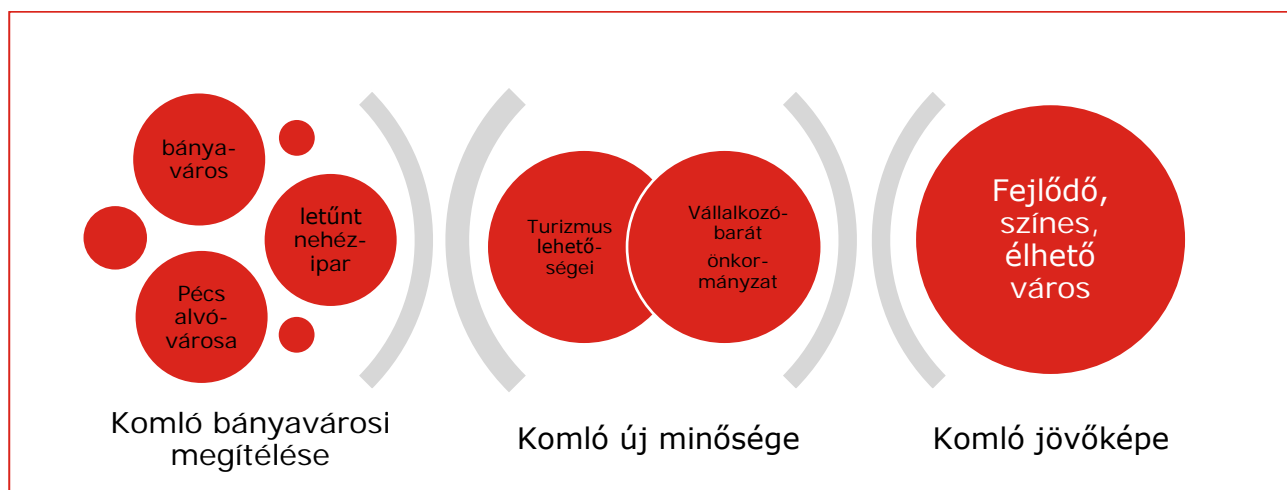 bánya-
város
letűnt
nehéz-
ipar
Pécs
alvó-
városa
Komló bányavárosi
megítélése
Turizmus
lehető-
ségei
Vállalkozó-
barát
önkor-
mányzat
Komló új minősége
Fejlődő,
színes,
élhető
város
Komló jövőképe